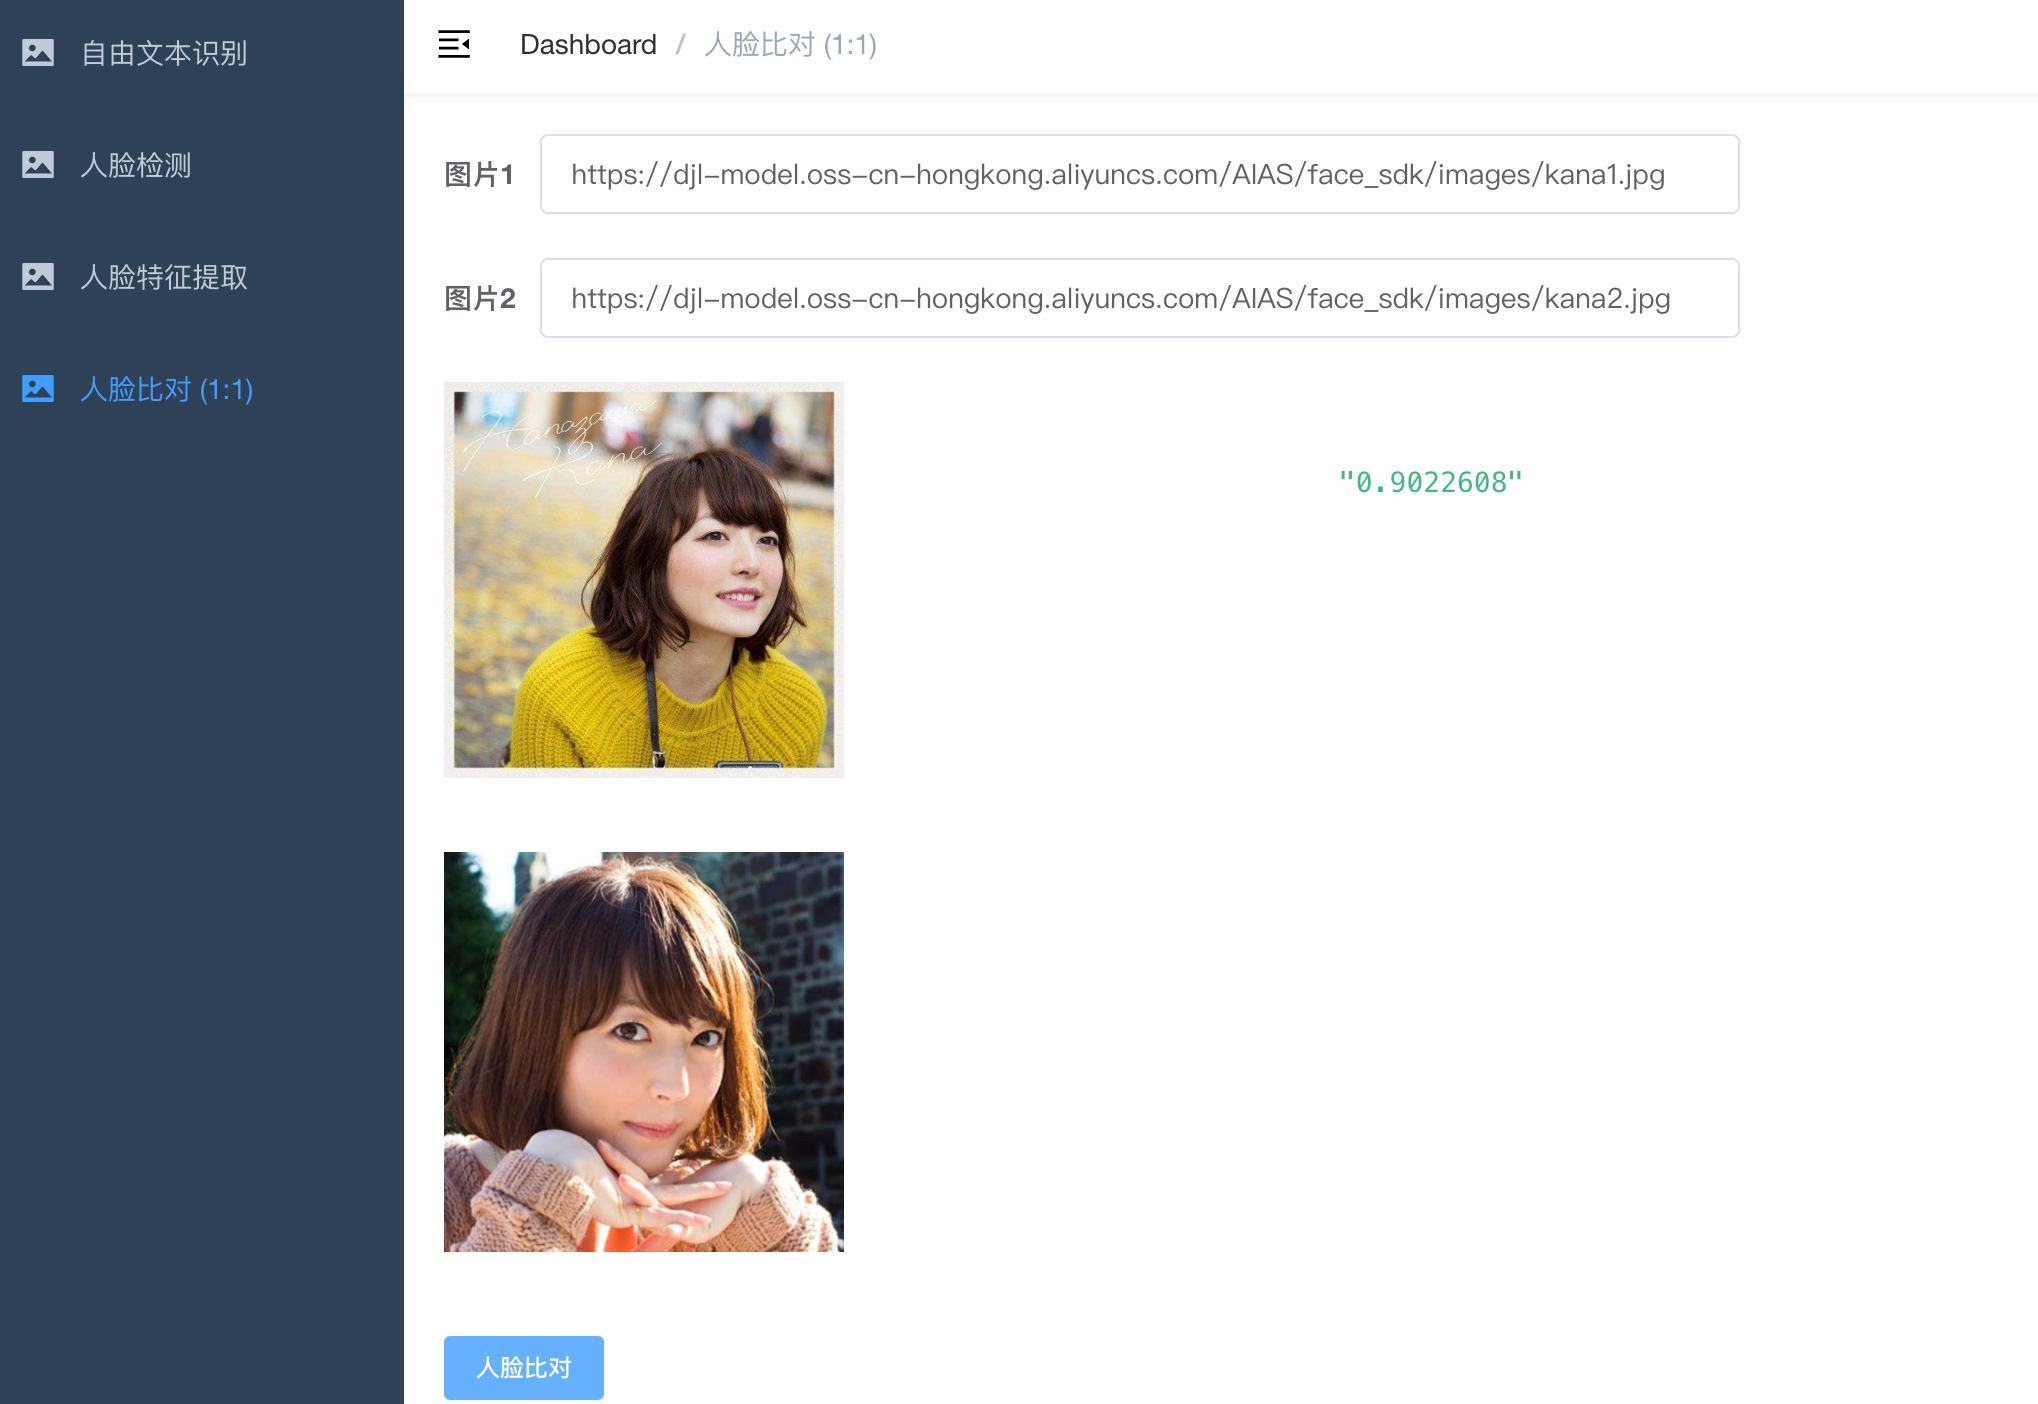 自由文本识别
人脸检测
人脸特征提取
人脸比对 (1:1)
Dashboard / 人脸比对 (1:1)
图片1 https://djl-model.oss-cn-hongkong.aliyuncs.com/AIAS/face_sdk/images/kana1.jpg
图片2 https://djl-model.oss-cn-hongkong.aliyuncs.com/AIAS/face_sdk/images/kana2.jpg
Hanazawa
Kana
"0.9022608"
人脸比对